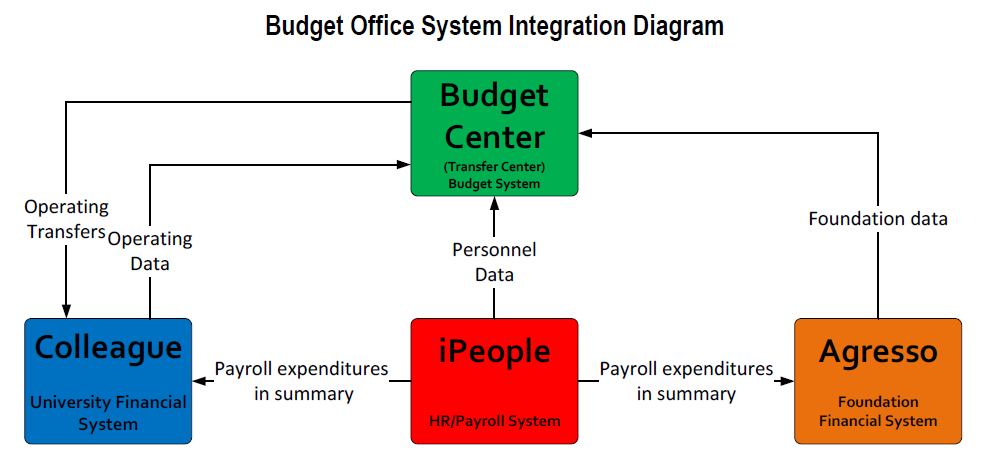 Budget Office System Integration Diagram
Budget
Center
(Transfer Center)
Budget System
Operating
Transfers
Operating
Data
Personnel
Data
Foundation data
Colleague
University Financial
System
Payroll expenditures
in summary
iPeople
HR/Payroll System
Payroll expenditures
in summary
Agresso
Foundation
Financial System